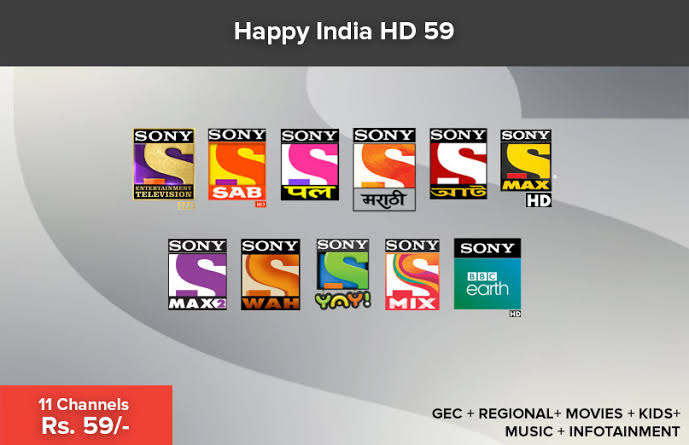 Happy India HD 59
SONY
ENTERTAINMENT
TELEVISION
HD
SONY
SAB
HD
SONY
पल
SONY
मराठी
SONY
আট
SONY
MAX
HD
SONY
MAX2
SONY
WAH
SONY
YAY!
SONY
MIX
SONY
BBC
earth
HD
11 Channels
Rs. 59/-
GEC + REGIONAL+ MOVIES + KIDS+
MUSIC + INFOTAINMENT